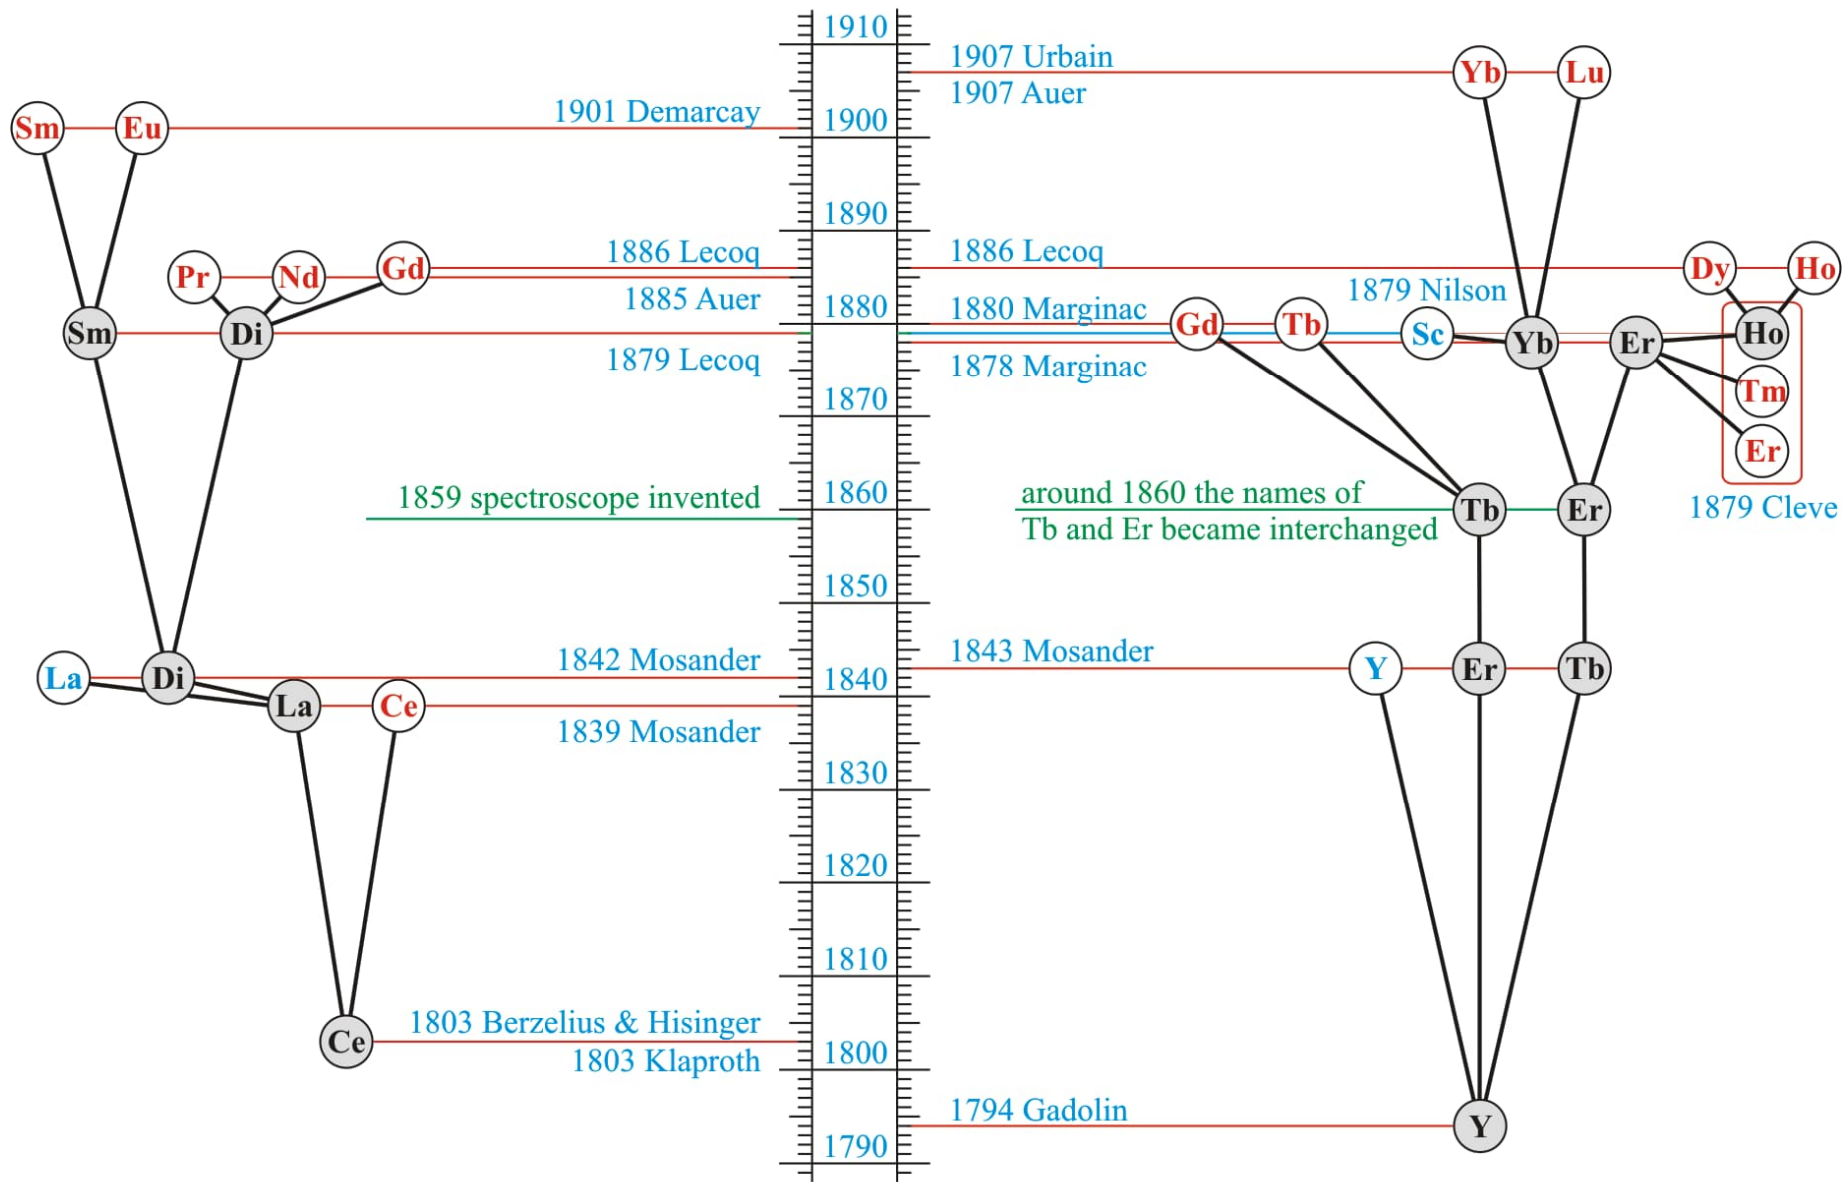 1910
1907 Urbain
Yb
Lu
1907 Auer
Sm
Eu
1901 Demarcay
1900
1890
1886 Lecoq
1886 Lecoq
Pr
Nd
Gd
Dy
Ho
1885 Auer
1879 Nilson
1880
1880 Marginac
Gd
Tb
Sc
Yb
Er
Ho
Sm
Di
1879 Lecoq
1878 Marginac
Tm
1870
Er
1859 spectroscope invented
1860
around 1860 the names of
Tb and Er became interchanged
Tb
Er
1879 Cleve
1850
1842 Mosander
1843 Mosander
Y
Er
Tb
La
Di
1840
La
Ce
1839 Mosander
1830
1820
1810
1803 Berzelius & Hisinger
Ce
1803 Klaproth
1800
1794 Gadolin
Y
1790